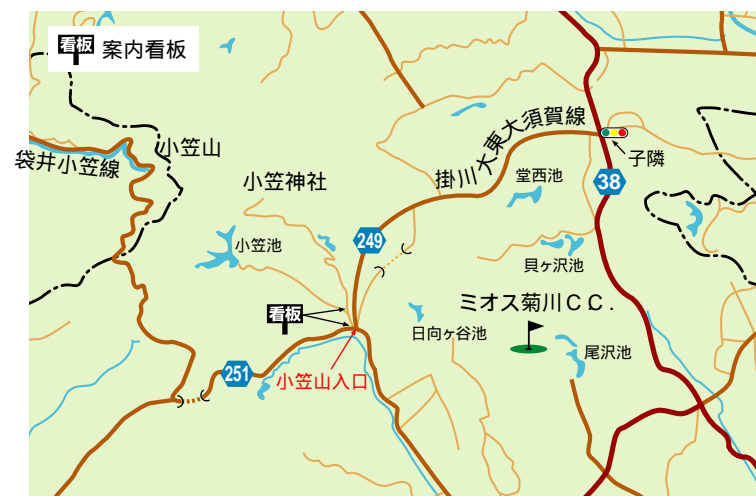 看板 案内看板
掛川大東大須賀線
子隣
小笠山
袋井小笠線
小笠神社
堂西池
38
249
小笠池
貝ヶ沢池
ミオス菊川CC.
看板
日向ヶ谷池
尾沢池
251
小笠山入口